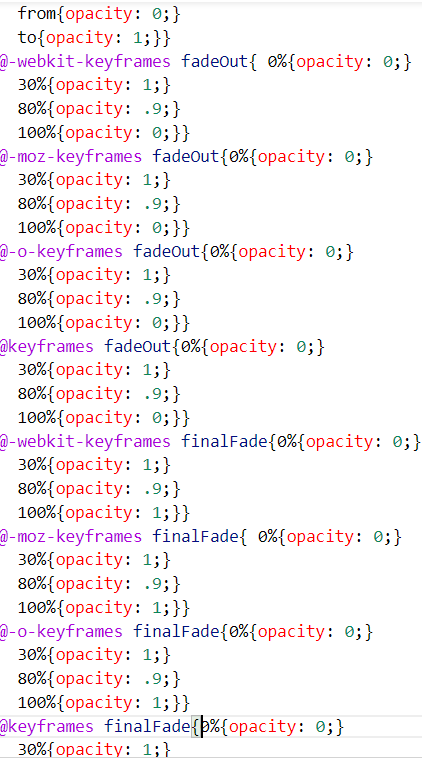 from{opacity: 0;}
to{opacity: 1;}}
@-webkit-keyframes fadeOut{ 0%{opacity: 0;}
30%{opacity: 1;}
80%{opacity: .9;}
100%{opacity: 0;}}
@-moz-keyframes fadeOut{0%{opacity: 0;}
30%{opacity: 1;}
80%{opacity: .9;}
100%{opacity: 0;}}
@-o-keyframes fadeOut{0%{opacity: 0;}
30%{opacity: 1;}
80%{opacity: .9;}
100%{opacity: 0;}}
@keyframes fadeOut{0%{opacity: 0;}
30%{opacity: 1;}
80%{opacity: .9;}
100%{opacity: 0;}}
@-webkit-keyframes finalFade{0%{opacity: 0;}
30%{opacity: 1;}
80%{opacity: .9;}
100%{opacity: 1;}}
@-moz-keyframes finalFade{ 0%{opacity: 0;}
30%{opacity: 1;}
80%{opacity: .9;}
100%{opacity: 1;}}
@-o-keyframes finalFade{0%{opacity: 0;}
30%{opacity: 1;}
80%{opacity: .9;}
100%{opacity: 1;}}
@keyframes finalFade{0%{opacity: 0;}
30%{opacity: 1;}